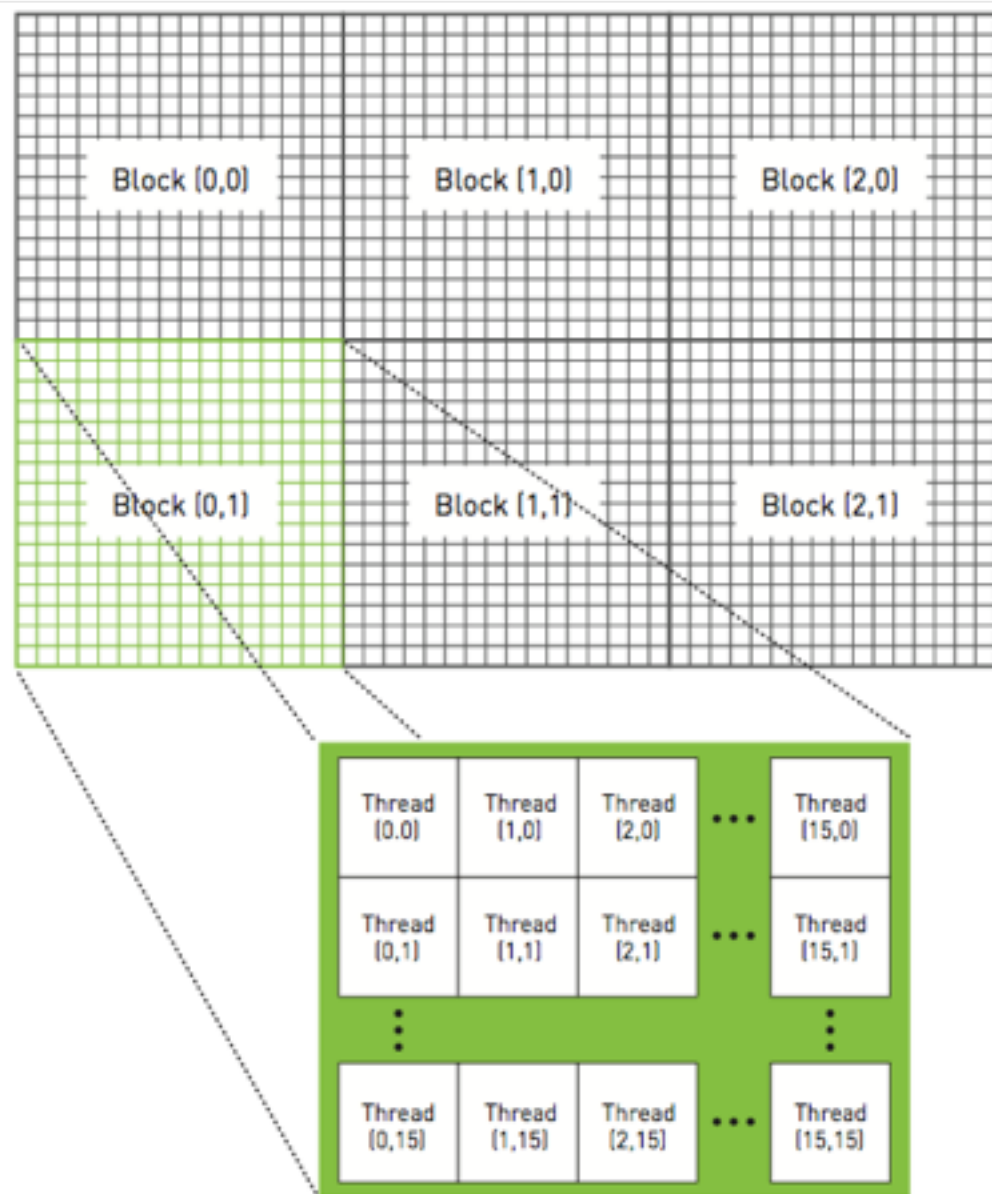 Block (0,0)
Block (1,0)
Block (2,0)
Block (0,1)
Block (1,1)
Block (2,1)
Thread
(0.0)
Thread
(1,0)
Thread
(2,0)
...
Thread
(15,0)
Thread
(0,1)
Thread
(1,1)
Thread
(2,1)
...
Thread
(15,1)
Thread
(0,15)
Thread
(1,15)
Thread
(2,15)
...
Thread
(15,15)